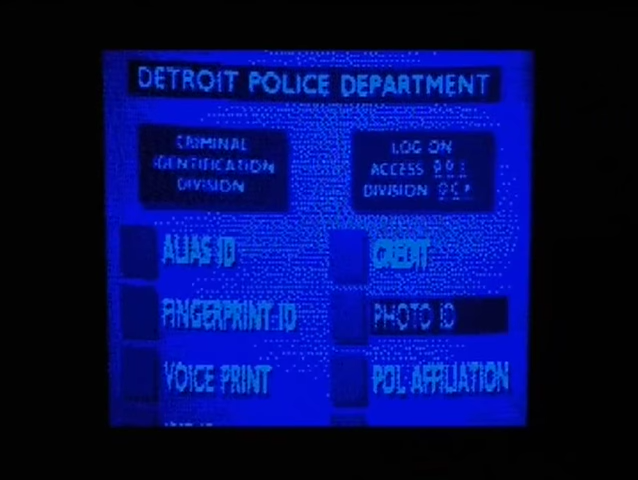 DETROIT POLICE DEPARTMENT
CRIMINAL
IDENTIFICATION
DIVISION
LOG ON
ACCESS
DIVISION
ALIAS ID
CREDIT
FINGERPRINT ID
PHOTO ID
VOICE PRINT
POL AFFILIATION